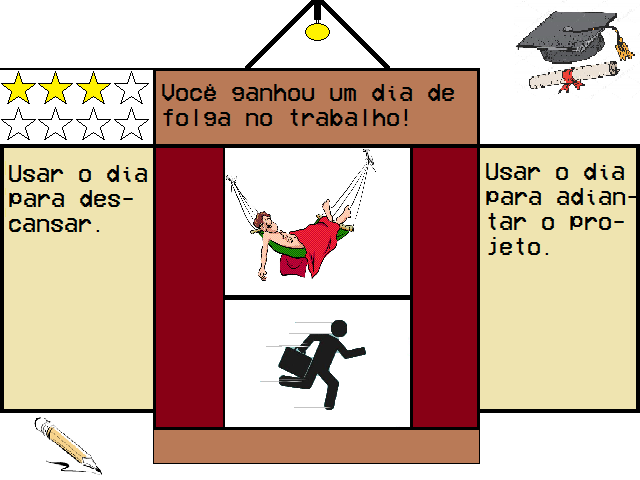 Você ganhou um dia de
folga no trabalho!
Usar o dia
para des-
cansar.
Usar o dia
para adian-
tar o pro-
jeto.